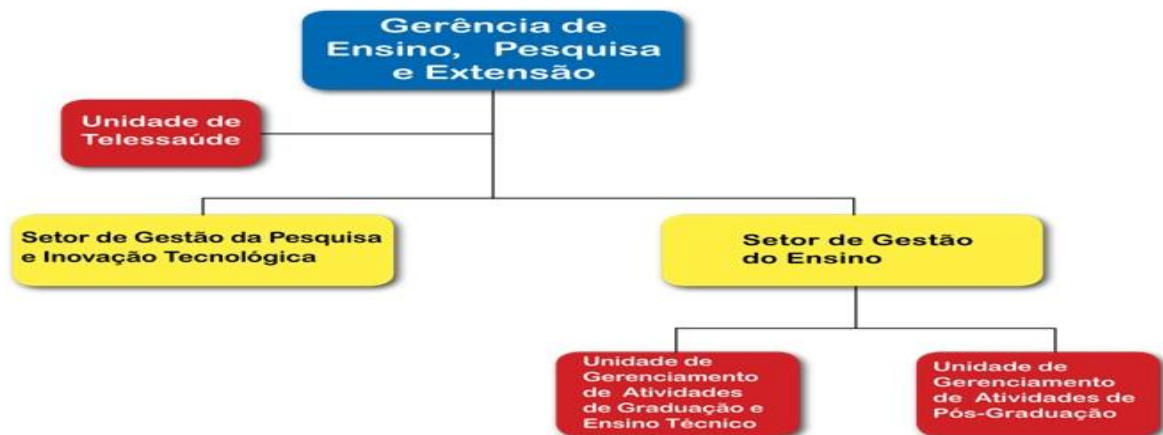 Gerência de
Ensino, Pesquisa
e Extensão
Unidade de
Telessaúde
Setor de Gestão da Pesquisa
e Inovação Tecnológica
Setor de Gestão
do Ensino
Unidade de
Gerenciamento
de Atividades
de Graduação e
Ensino Técnico
Unidade de
Gerenciamento
de Atividades de
Pós-Graduação